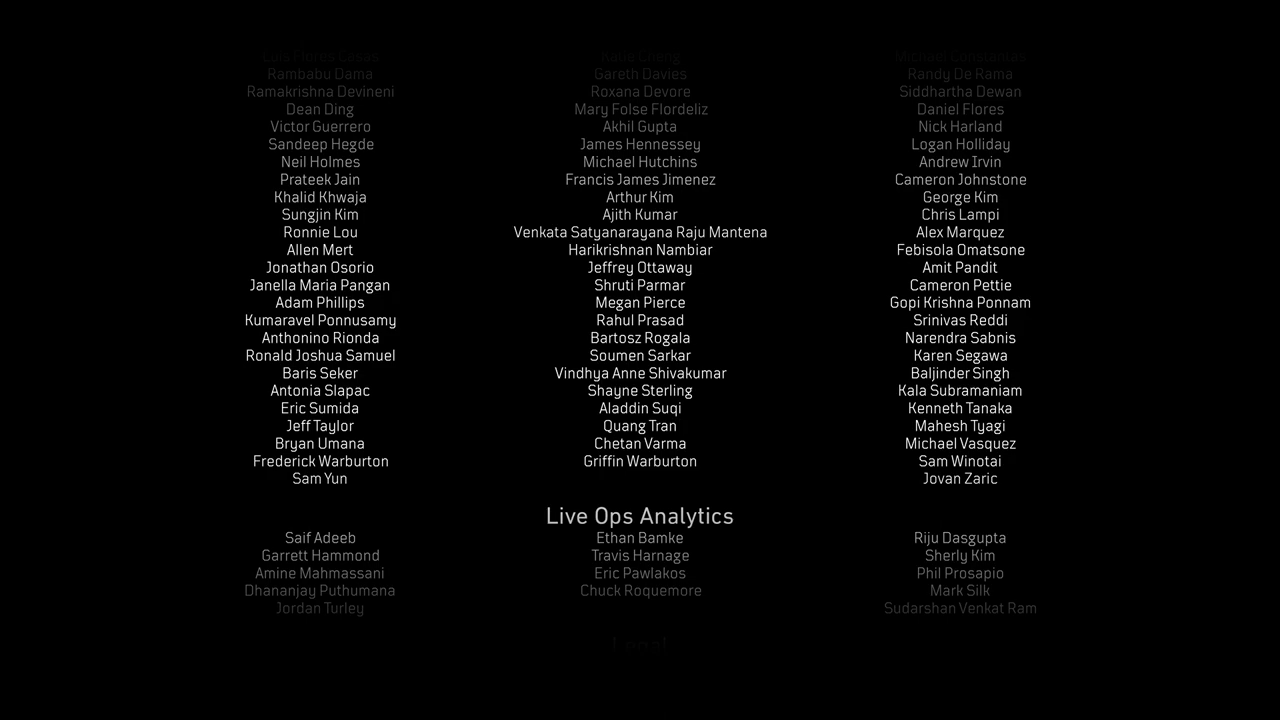 Luis Flores Casas Katie Cheng Michael Constantas
Rambabu Dama Gareth Davies Randy De Rama
Ramakrishna Devineni Roxana Devore Siddhartha Dewan
Dean Ding Mary Folse Flordeliz Daniel Flores
Victor Guerrero Akhil Gupta Nick Harland
Sandeep Hegde James Hennessey Logan Holliday
Neil Holmes Michael Hutchins Andrew Irvin
Prateek Jain Francis James Jimenez Cameron Johnstone
Khalid Khwaja Arthur Kim George Kim
Sungjin Kim Ajith Kumar Chris Lampi
Ronnie Lou Venkata Satyanarayana Raju Mantena Alex Marquez
Allen Mert Harikrishnan Nambiar Febisola Omatsone
Jonathan Osorio Jeffrey Ottaway Amit Pandit
Janella Maria Pangan Shruti Parmar Cameron Pettie
Adam Phillips Megan Pierce Gopi Krishna Ponnam
Kumaravel Ponnusamy Rahul Prasad Srinivas Reddi
Anthonino Rionda Bartosz Rogala Narendra Sabnis
Ronald Joshua Samuel Soumen Sarkar Karen Segawa
Baris Seker Vindhya Anne Shivakumar Baljinder Singh
Antonia Slapac Shayne Sterling Kala Subramaniam
Eric Sumida Aladdin Suqi Kenneth Tanaka
Jeff Taylor Quang Tran Mahesh Tyagi
Bryan Umana Chetan Varma Michael Vasquez
Frederick Warburton Griffin Warburton Sam Winotai
Sam Yun Jovan Zaric
Live Ops Analytics
Saif Adeeb Ethan Bamke Riju Dasgupta
Garrett Hammond Travis Harnage Sherly Kim
Amine Mahmassani Eric Pawlakos Phil Prosapio
Dhananjay Puthumana Chuck Roquemore Mark Silk
Jordan Turley Sudarshan Venkat Ram